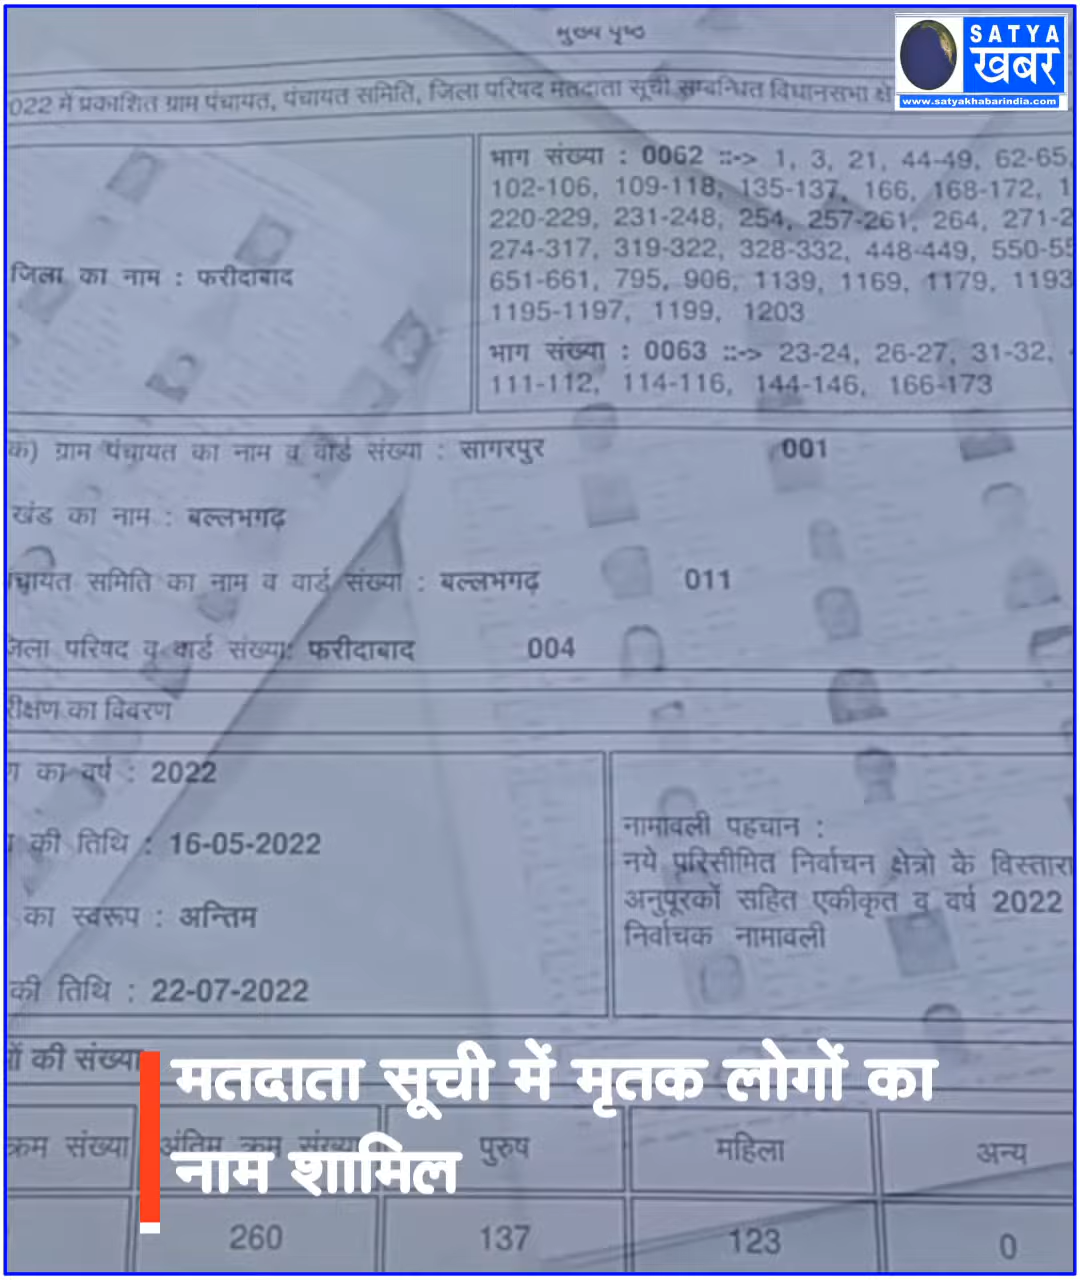 मुख्य पृष्ठ
SATYA
खबर
www.satyakhabarindia.com
022 में प्रकाशित ग्राम पंचायत, पंचायत समिति, जिला परिषद मतदाता सूची सम्बन्धित विधानसभा क्षे
भाग संख्या : 0062 ::-> 1, 3, 21, 44-49, 62-65,
102-106, 109-118, 135-137, 166, 168-172, 1
220-229, 231-248, 254, 257-261, 264, 271-2
274-317, 319-322, 328-332, 448-449, 550-55
जिला का नाम : फरीदाबाद
651-661, 795, 906, 1139, 1169, 1179, 1193
1195-1197, 1199, 1203
भाग संख्या : 0063 ::-> 23-24, 26-27, 31-32,
111-112, 114-116, 144-146, 166-173
क) ग्राम पंचायत का नाम व वार्ड संख्या : सागरपुर 001
खंड का नाम : बल्लभगढ़
चायत समिति का नाम व वार्ड संख्या : बल्लभगढ़ 011
जला परिषद व वार्ड संख्या: फरीदाबाद 004
रीक्षण का विवरण
का वर्ष : 2022
की तिथि : 16-05-2022
का स्वरूप : अन्तिम
की तिथि : 22-07-2022
नामावली पहचान :
नये परिसीमित निर्वाचन क्षेत्रो के विस्तारा
अनुपूरकों सहित एकीकृत व वर्ष 2022
निर्वाचक नामावली
ों की संख्या
मतदाता सूची में मृतक लोगों का
नाम शामिल
क्रम संख्या अंतिम क्रम संख्या पुरुष महिला अन्य
260 137 123 0